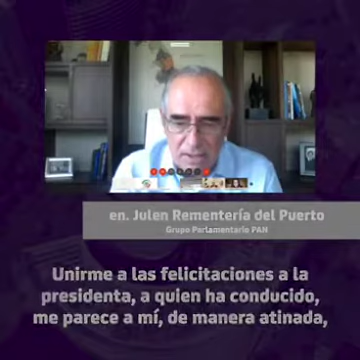 en. Julen Rementería del Puerto
Grupo Parlamentario PAN
Unirme a las felicitaciones a la
presidenta, a quien ha conducido,
me parece a mí, de manera atinada,